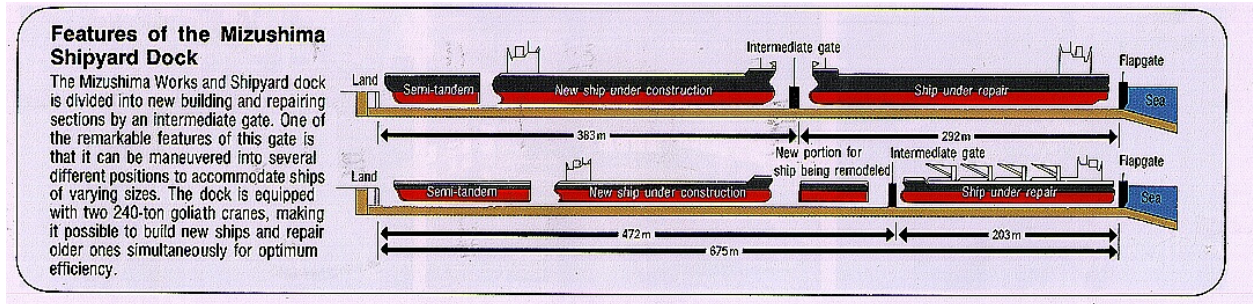 Features of the Mizushima
Shipyard Dock
The Mizushima Works and Shipyard dock
is divided into new building and repairing
sections by an intermediate gate. One of
the remarkable features of this gate is
that it can be maneuvered into several
different positions to accommodate ships
of varying sizes. The dock is equipped
with two 240-ton goliath cranes, making
it possible to build new ships and repair
older ones simultaneously for optimum
efficiency.
Intermediate gate
Flapgate
Land
Semi-tandem
New ship under construction
Ship under repair
Sea
383m
292m
New portion for
ship being remodeled
Intermediate gate
Flapgate
Land
Semi-tandem
New ship under construction
Ship under repair
Sea
472m
203m
675m